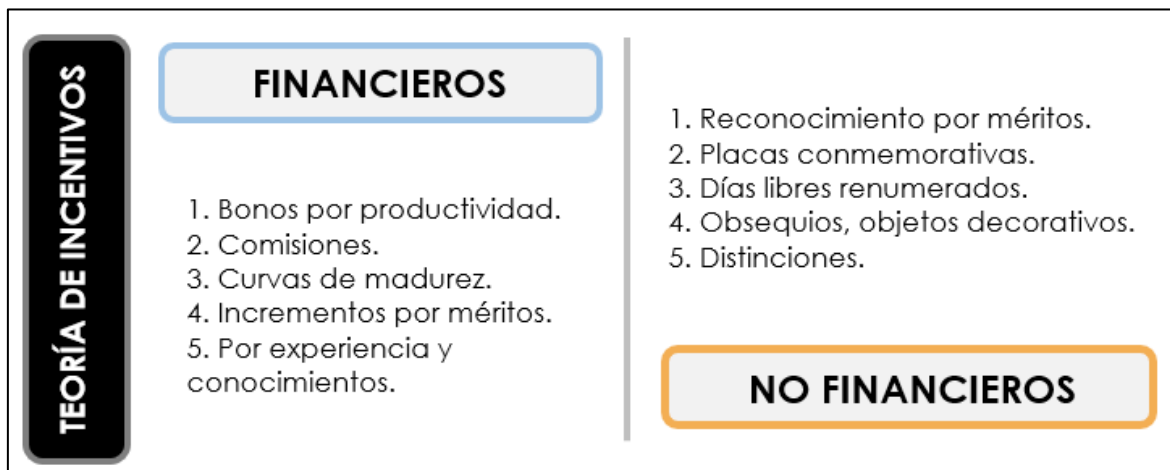 TEORÍA DE INCENTIVOS
FINANCIEROS
1. Bonos por productividad.
2. Comisiones.
3. Curvas de madurez.
4. Incrementos por méritos.
5. Por experiencia y
conocimientos.
1. Reconocimiento por méritos.
2. Placas conmemorativas.
3. Días libres renumerados.
4. Obsequios, objetos decorativos.
5. Distinciones.
NO FINANCIEROS